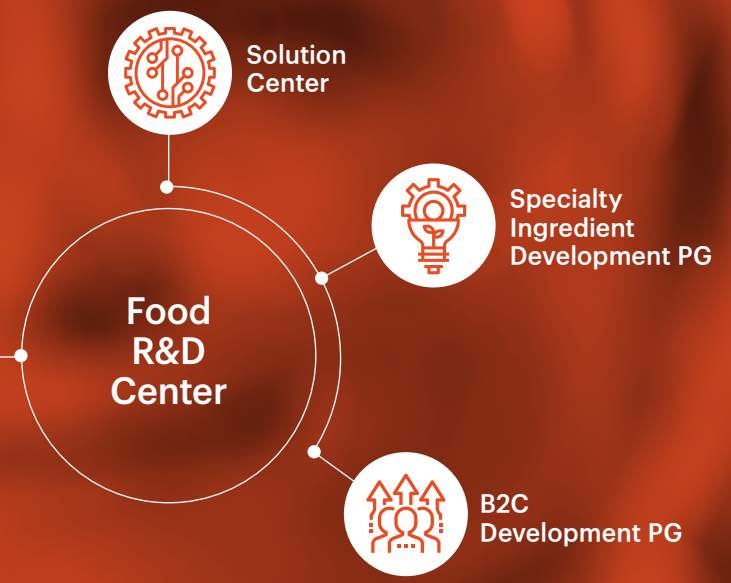 Solution
Center
Specialty
Ingredient
Development PG
Food
R&D
Center
B2C
Development PG